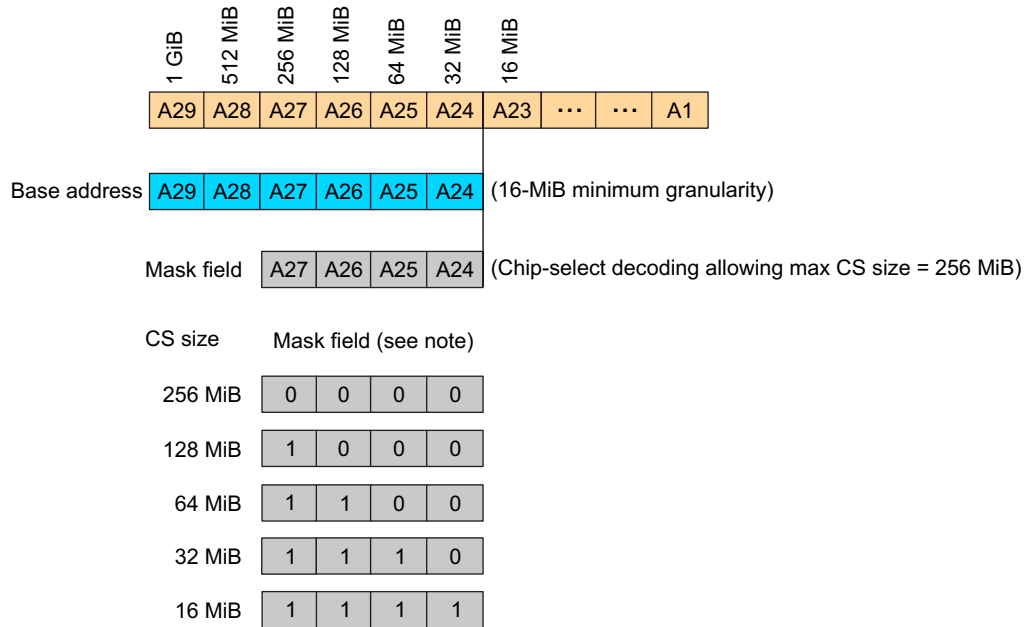 1 GiB 512 MiB 256 MiB 128 MiB 64 MiB 32 MiB 16 MiB
A29 A28 A27 A26 A25 A24 A23 ··· ··· A1
Base address A29 A28 A27 A26 A25 A24 (16-MiB minimum granularity)
Mask field A27 A26 A25 A24 (Chip-select decoding allowing max CS size = 256 MiB)
CS size Mask field (see note)
256 MiB 0 0 0 0
128 MiB 1 0 0 0
64 MiB 1 1 0 0
32 MiB 1 1 1 0
16 MiB 1 1 1 1